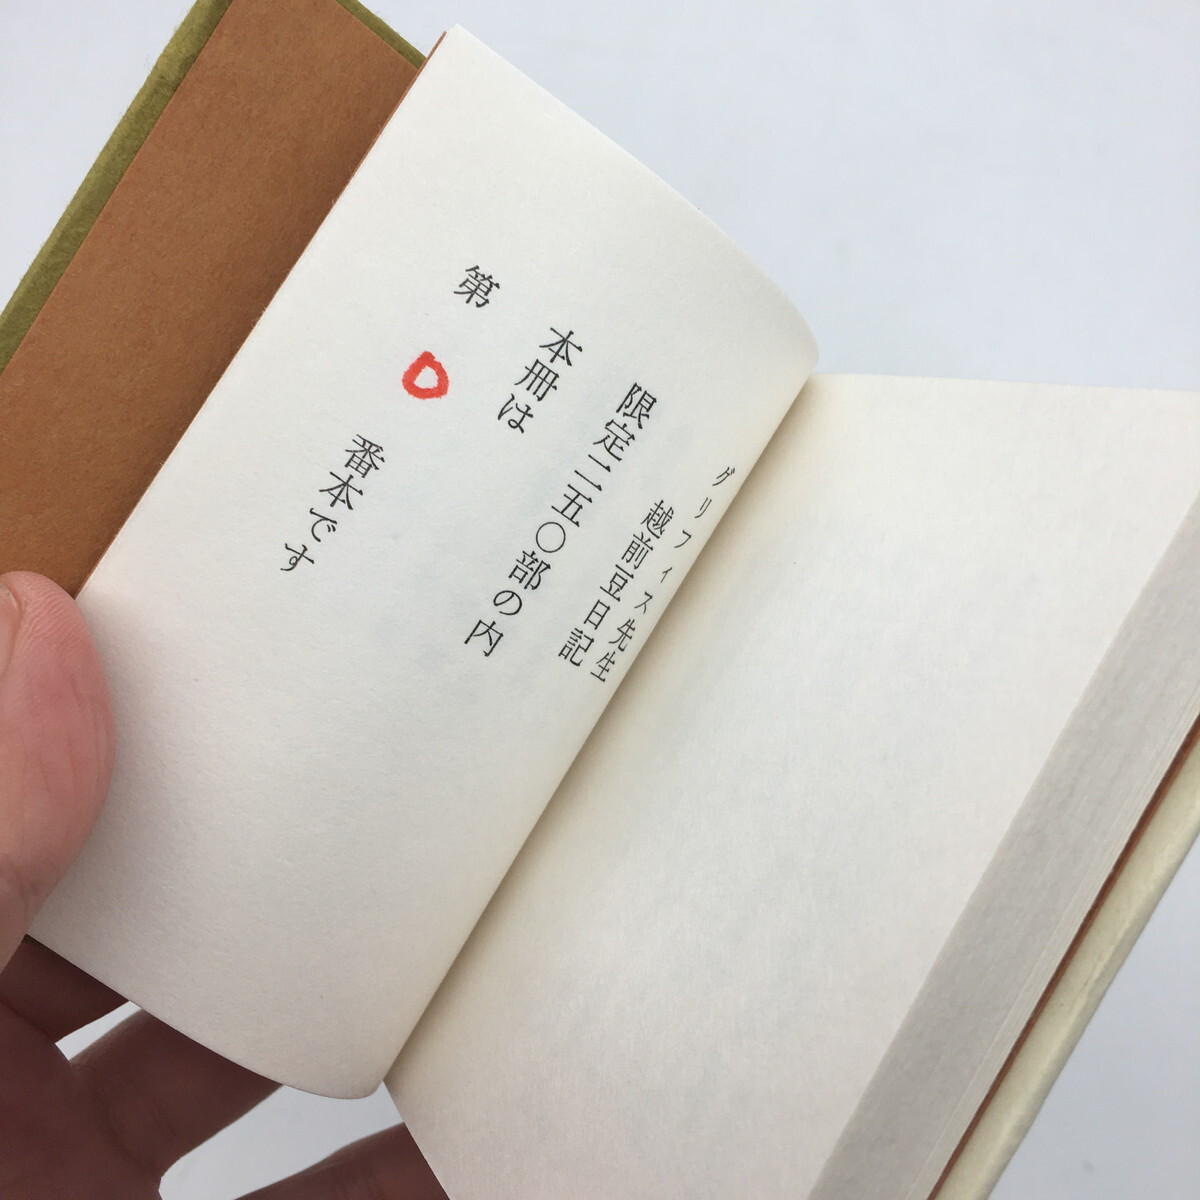 グリフィス先生
越前豆日記
限定二五〇部の内
本冊は
第 〇 番本です